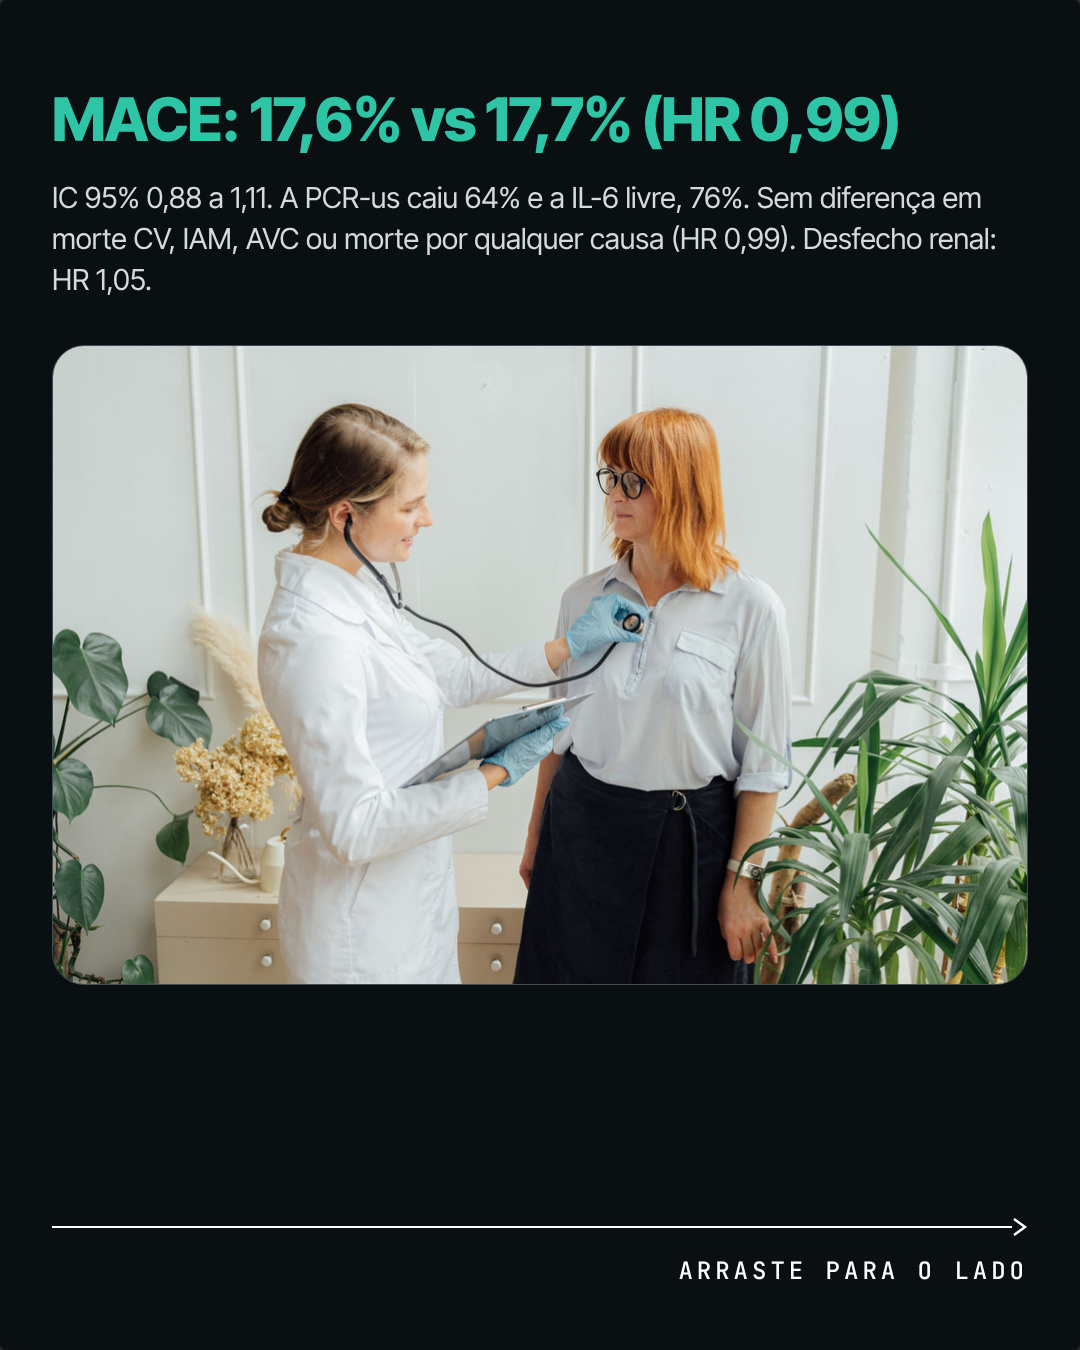 MACE: 17,6% vs 17,7% (HR 0,99)
IC 95% 0,88 a 1,11. A PCR-us caiu 64% e a IL-6 livre, 76%. Sem diferença em
morte CV, IAM, AVC ou morte por qualquer causa (HR 0,99). Desfecho renal:
HR 1,05.
ARRASTE PARA O LADO